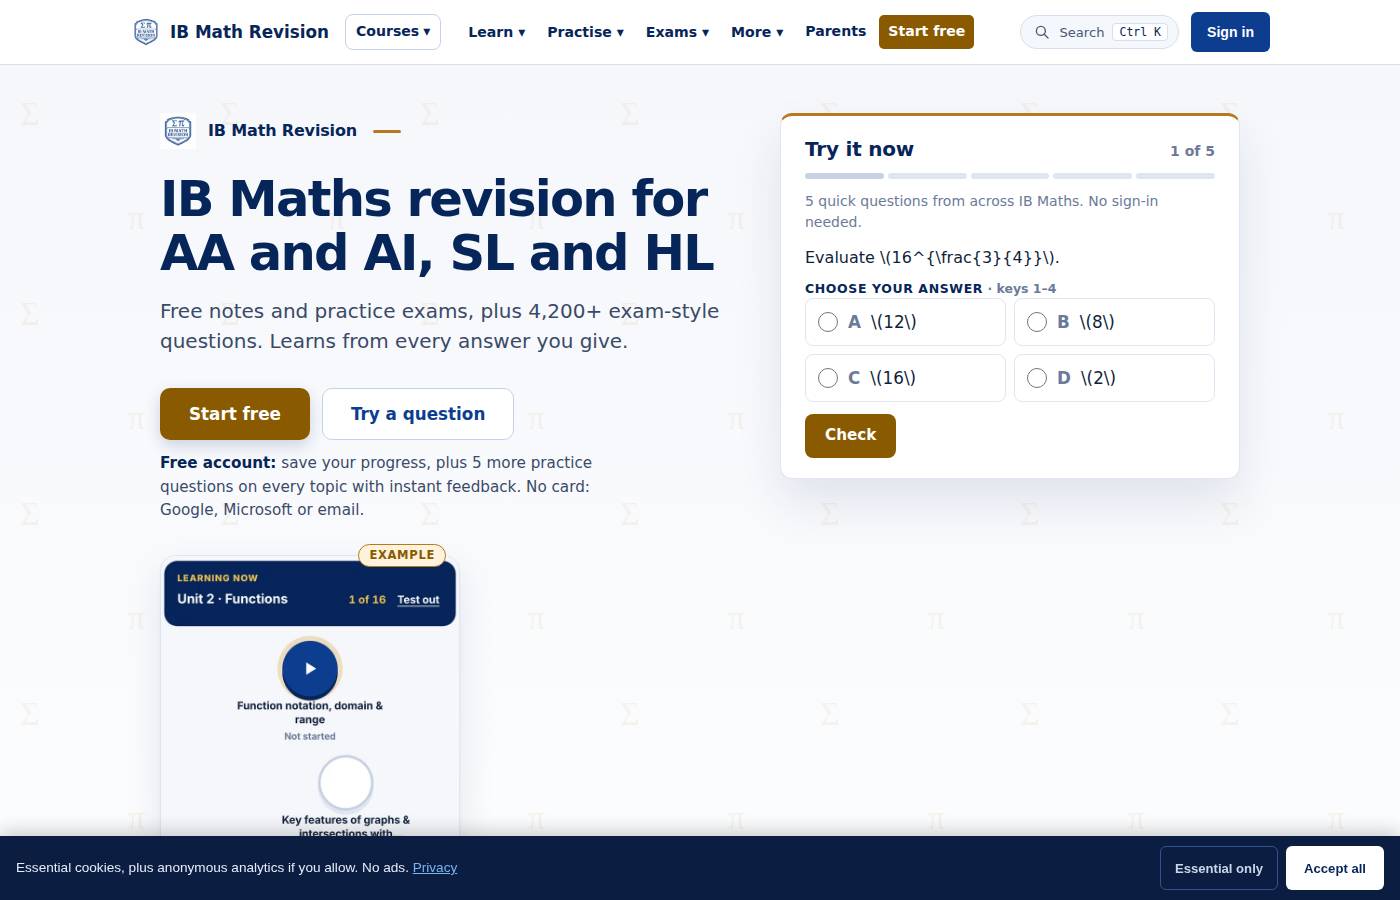 IB Math Revision
Courses ▾
Learn ▾
Practise ▾
Exams ▾
More ▾
Parents
Start free
Search
Ctrl K
Sign in
IB Math Revision
IB Maths revision for
AA and AI, SL and HL
Free notes and practice exams, plus 4,200+ exam-style
questions. Learns from every answer you give.
Start free
Try a question
Free account: save your progress, plus 5 more practice
questions on every topic with instant feedback. No card:
Google, Microsoft or email.
EXAMPLE
LEARNING NOW
Unit 2 · Functions
1 of 16
Test out
Function notation, domain &
range
Not started
Key features of graphs &
intersections with
Try it now
1 of 5
5 quick questions from across IB Maths. No sign-in
needed.
Evaluate \(16^{\frac{3}{4}}\).
CHOOSE YOUR ANSWER · keys 1–4
A \(12\)
B \(8\)
C \(16\)
D \(2\)
Check
Essential cookies, plus anonymous analytics if you allow. No ads. Privacy
Essential only
Accept all